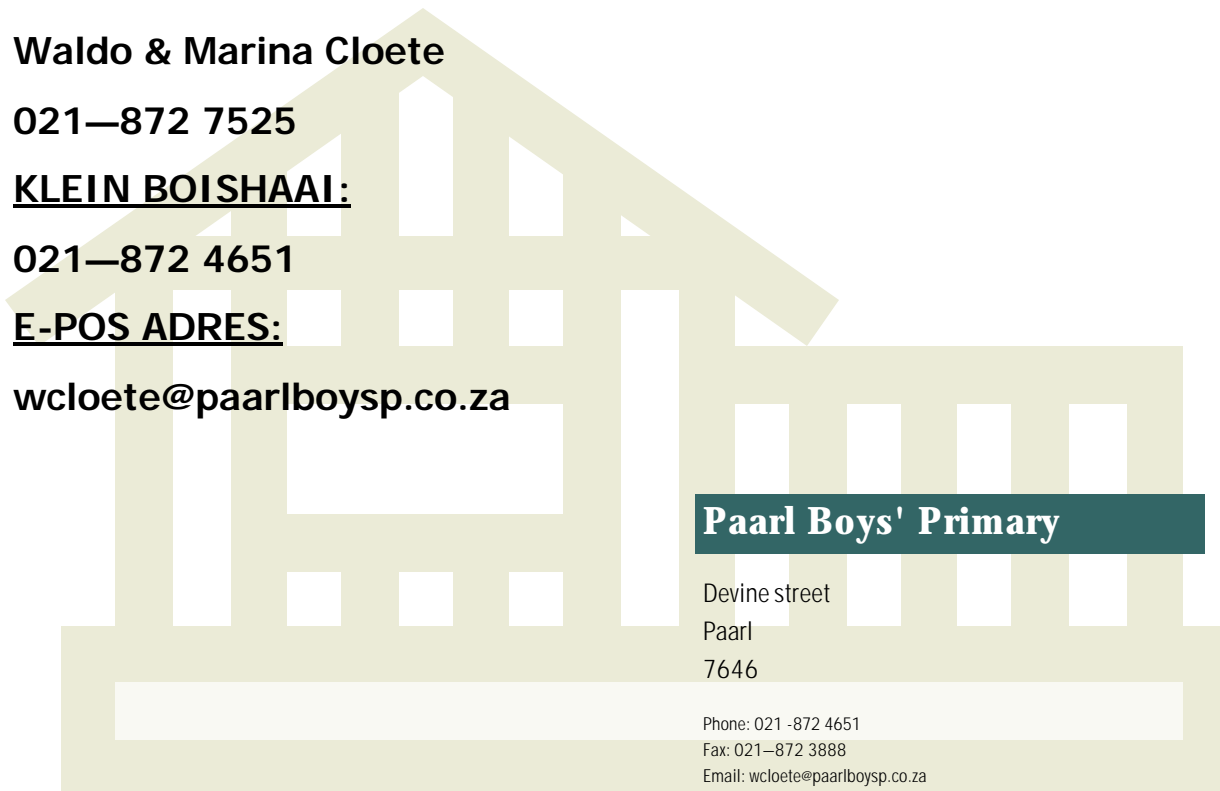 Waldo & Marina Cloete
021—872 7525
KLEIN BOISHAAI:
021—872 4651
E-POS ADRES:
wcloete@paarlboysp.co.za
Paarl Boys' Primary
Devine street
Paarl
7646
Phone: 021 -872 4651
Fax: 021—872 3888
Email: wcloete@paarlboysp.co.za